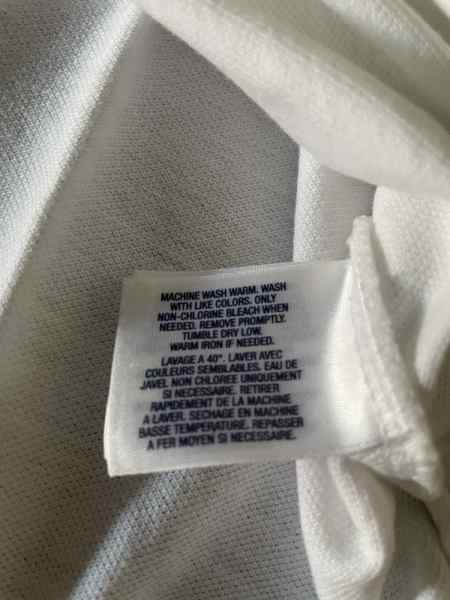 MACHINE WASH WARM. WASH
WITH LIKE COLORS. ONLY
NON-CHLORINE BLEACH WHEN
NEEDED. REMOVE PROMPTLY.
TUMBLE DRY LOW.
WARM IRON IF NEEDED.
LAVAGE A 40°. LAVER AVEC
COULEURS SEMBLABLES. EAU DE
JAVEL NON CHLOREE UNIQUEMENT
SI NECESSAIRE. RETIRER
RAPIDEMENT DE LA MACHINE
A LAVER. SECHAGE EN MACHINE
BASSE TEMPERATURE. REPASSER
A FER MOYEN SI NECESSAIRE.